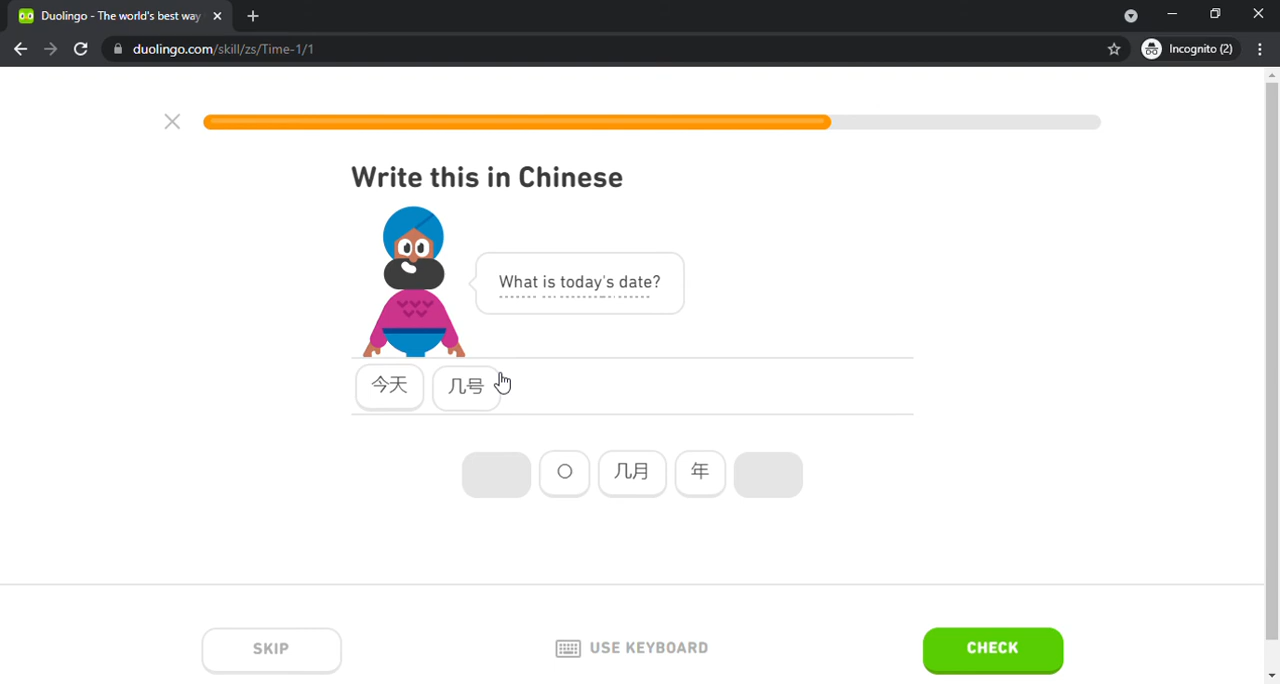 Duolingo - The world's best way
duolingo.com/skill/zs/Time-1/1
Incognito (2)
Write this in Chinese
What is today's date?
今天 几号
〇 几月 年
SKIP
USE KEYBOARD
CHECK